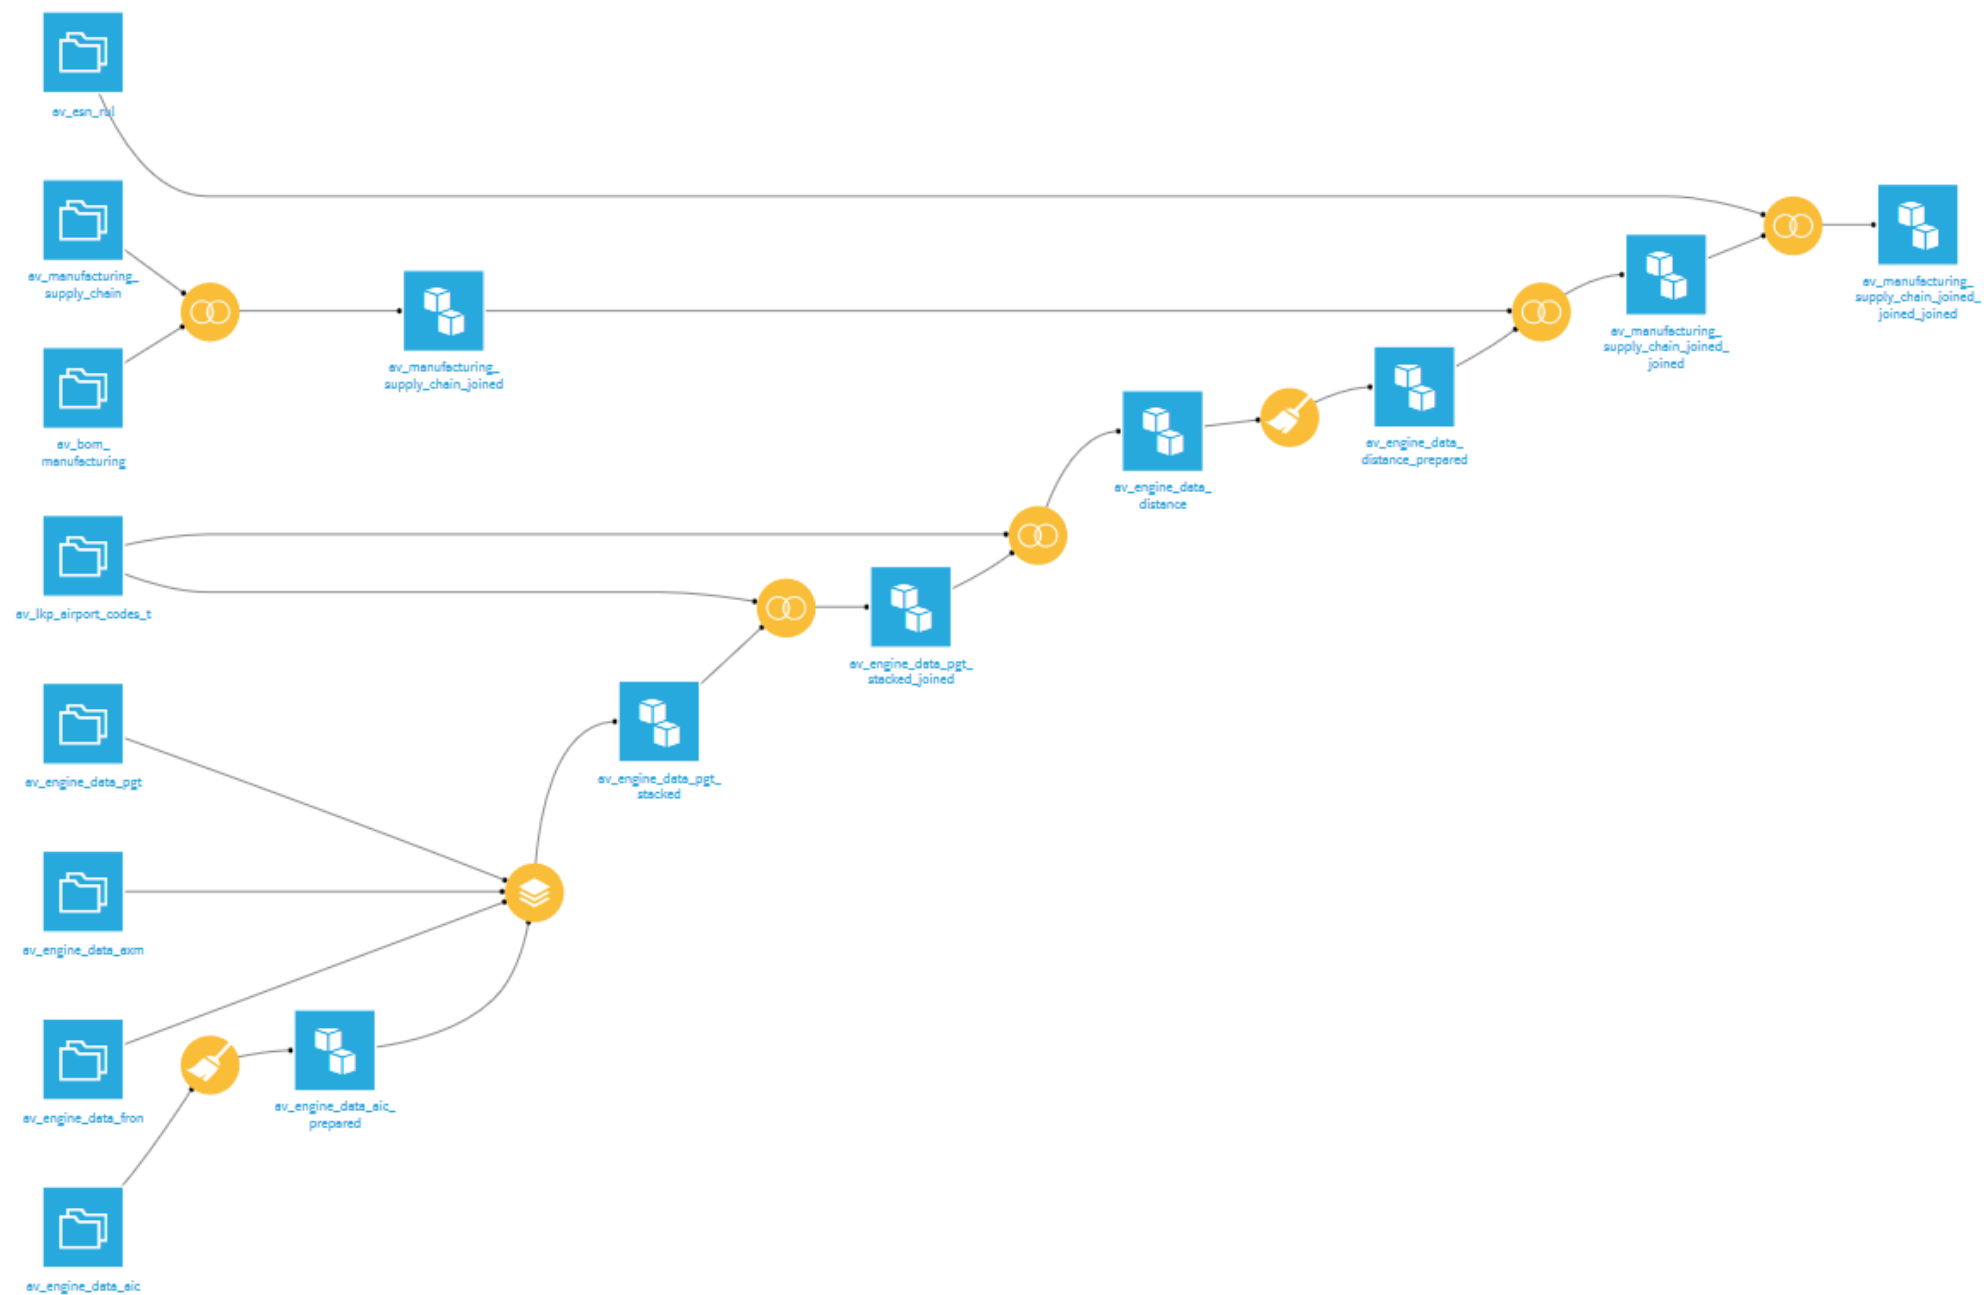 av_esn_rul
av_manufacturing_
supply_chain
av_bom_
manufacturing
av_manufacturing_
supply_chain_joined
av_lkp_airport_codes_t
av_engine_data_pgt
av_engine_data_axm
av_engine_data_fron
av_engine_data_aic
av_engine_data_aic_
prepared
av_engine_data_pgt_
stacked
av_engine_data_pgt_
stacked_joined
av_engine_data_
distance
av_engine_data_
distance_prepared
av_manufacturing_
supply_chain_joined_
joined
av_manufacturing_
supply_chain_joined_
joined_joined